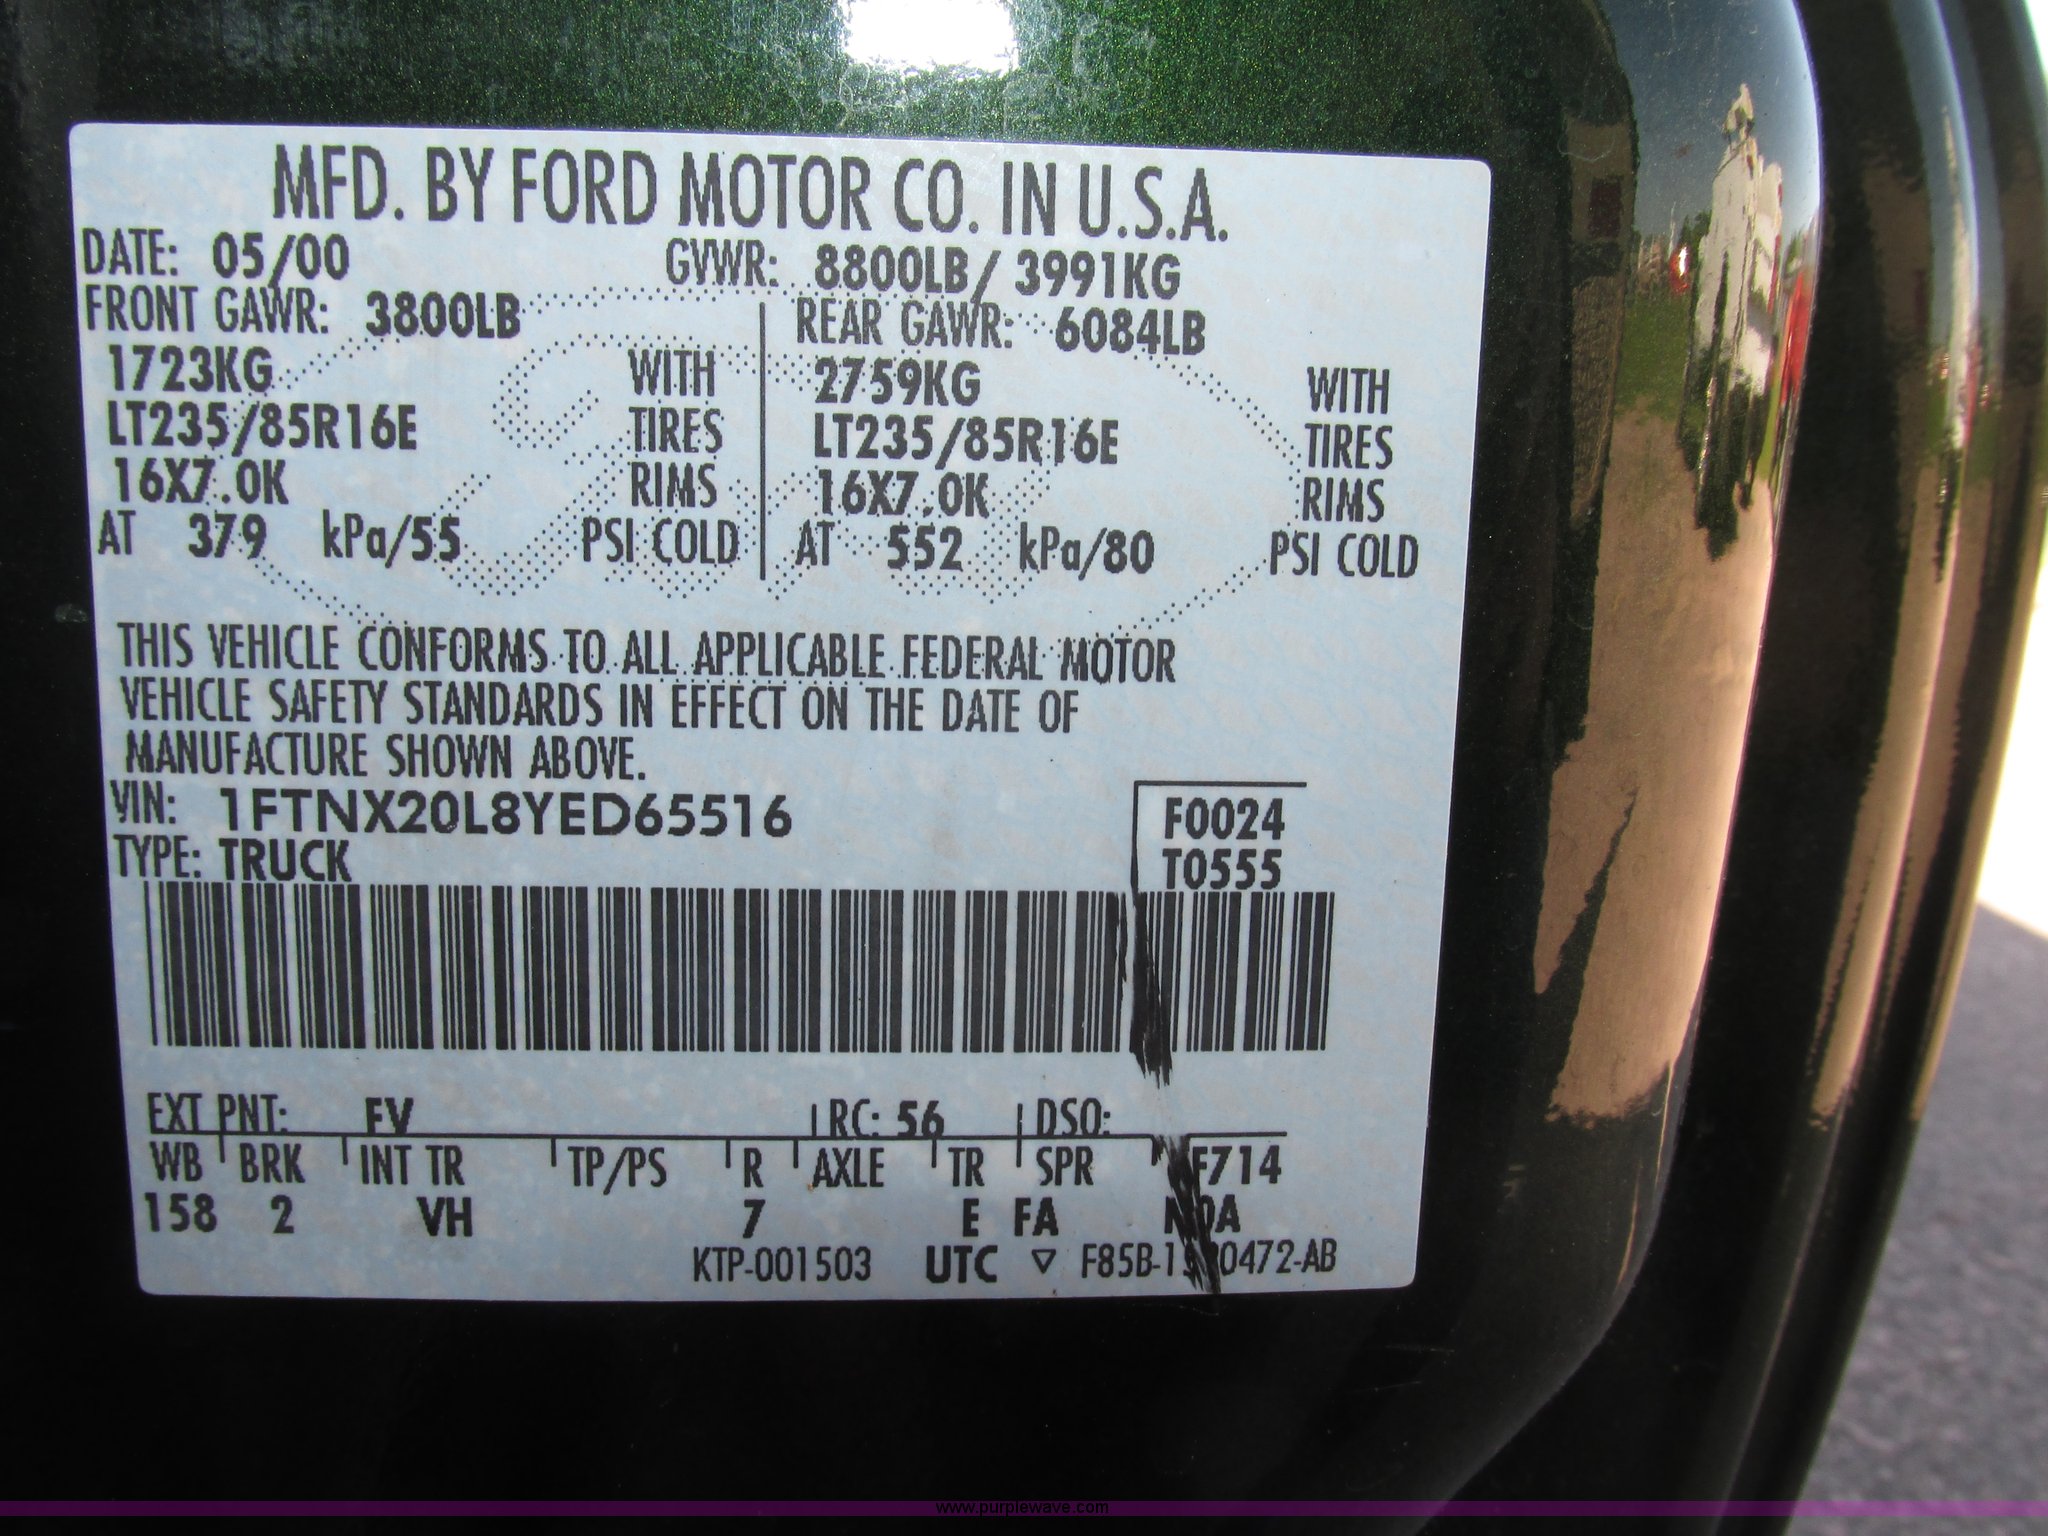 MFD. BY FORD MOTOR CO. IN U.S.A.
DATE: 05/00 GVWR: 8800LB/ 3991KG
FRONT GAWR: 3800LB REAR GAWR: 6084LB
1723KG WITH 2759KG WITH
LT235/85R16E TIRES LT235/85R16E TIRES
16X7.0K RIMS 16X7.0K RIMS
AT 379 kPa/55 PSI COLD AT 552 kPa/80 PSI COLD
THIS VEHICLE CONFORMS TO ALL APPLICABLE FEDERAL MOTOR
VEHICLE SAFETY STANDARDS IN EFFECT ON THE DATE OF
MANUFACTURE SHOWN ABOVE.
VIN: 1FTNX20L8YED65516 F0024
TYPE: TRUCK T0555
EXT PNT: FV RC: 56 DSO:
WB BRK INT TR TP/PS R AXLE TR SPR F714
158 2 VH 7 E FA
KTP-001503 UTC ▽
www.purplewave.com